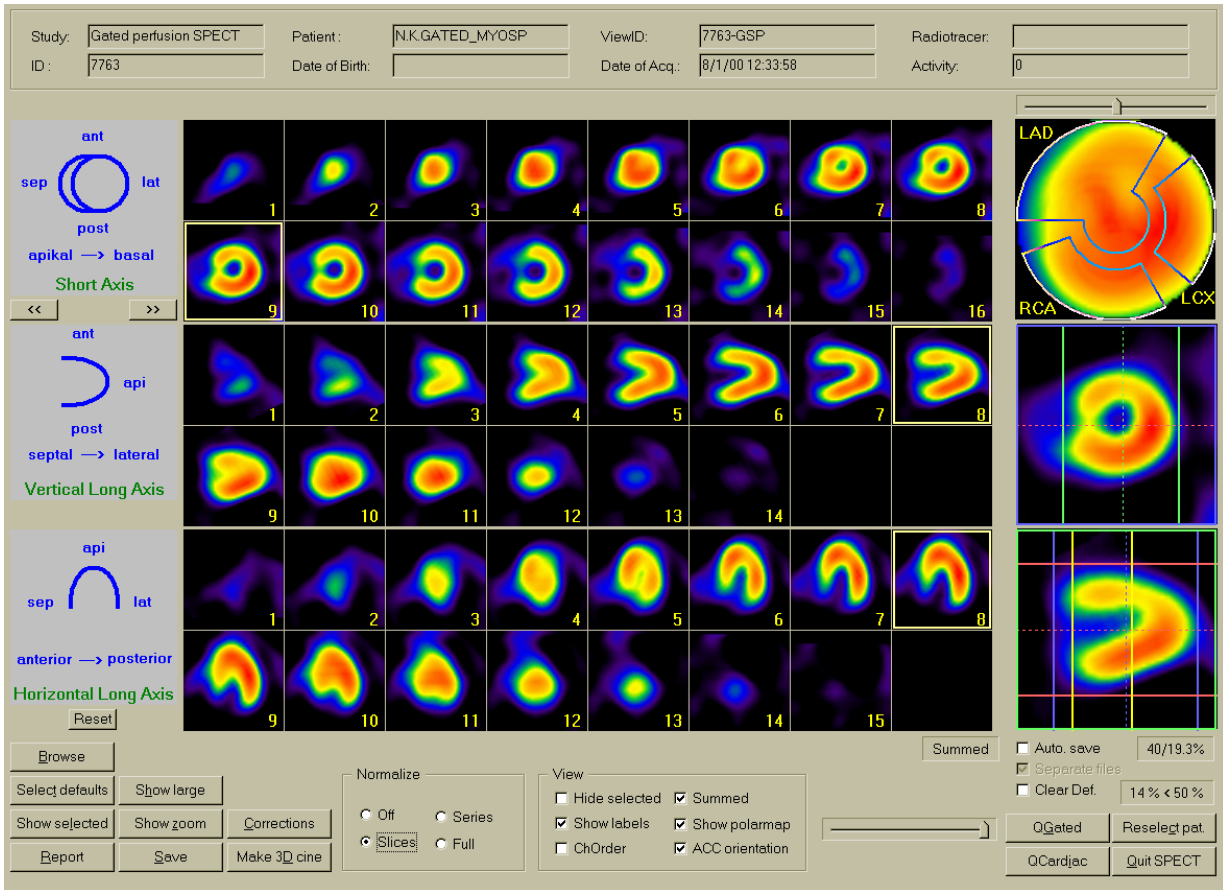 Study: Gated perfusion SPECT Patient : N.K.GATED_MYOSP ViewID: 7763-GSP Radiotracer:
ID : 7763 Date of Birth: Date of Acq.: 8/1/00 12:33:58 Activity: 0
ant
sep lat
post
apikal —> basal
Short Axis
<< >>
1 2 3 4 5 6 7 8
9 10 11 12 13 14 15 16
LAD
RCA LCX
ant
api
post
septal —> lateral
Vertical Long Axis
1 2 3 4 5 6 7 8
9 10 11 12 13 14
api
sep lat
anterior —> posterior
Horizontal Long Axis
Reset
1 2 3 4 5 6 7 8
9 10 11 12 13 14 15
Summed
Browse
Select defaults Show large
Show selected Show zoom Corrections
Report Save Make 3D cine
Normalize
Off Series
Slices Full
View
Hide selected Summed
Show labels Show polarmap
ChOrder ACC orientation
Auto. save 40/19.3%
Separate files
Clear Def. 14 % < 50 %
QGated Reselect pat.
QCardiac Quit SPECT